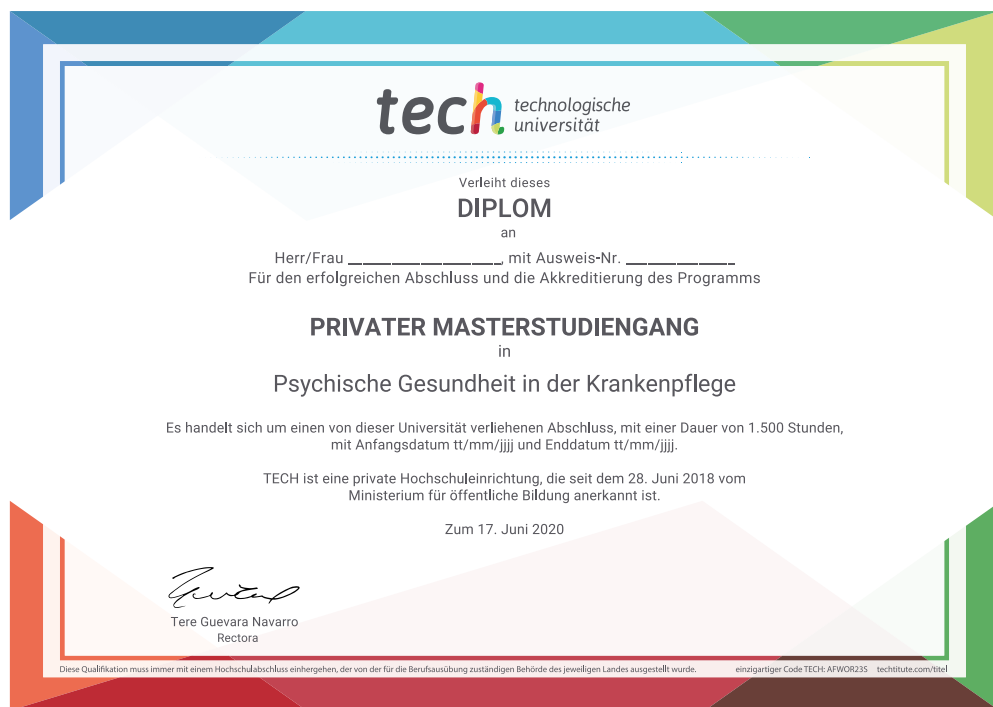 tech technologische
universität
Verleiht dieses
DIPLOM
an
Herr/Frau _________________, mit Ausweis-Nr. ____________
Für den erfolgreichen Abschluss und die Akkreditierung des Programms
PRIVATER MASTERSTUDIENGANG
in
Psychische Gesundheit in der Krankenpflege
Es handelt sich um einen von dieser Universität verliehenen Abschluss, mit einer Dauer von 1.500 Stunden,
mit Anfangsdatum tt/mm/jjjj und Enddatum tt/mm/jjjj.
TECH ist eine private Hochschuleinrichtung, die seit dem 28. Juni 2018 vom
Ministerium für öffentliche Bildung anerkannt ist.
Zum 17. Juni 2020
Tere Guevara Navarro
Rectora
Diese Qualifikation muss immer mit einem Hochschulabschluss einhergehen, der von der für die Berufsausübung zuständigen Behörde des jeweiligen Landes ausgestellt wurde. einzigartiger Code TECH: AFWOR23S techtitute.com/titel